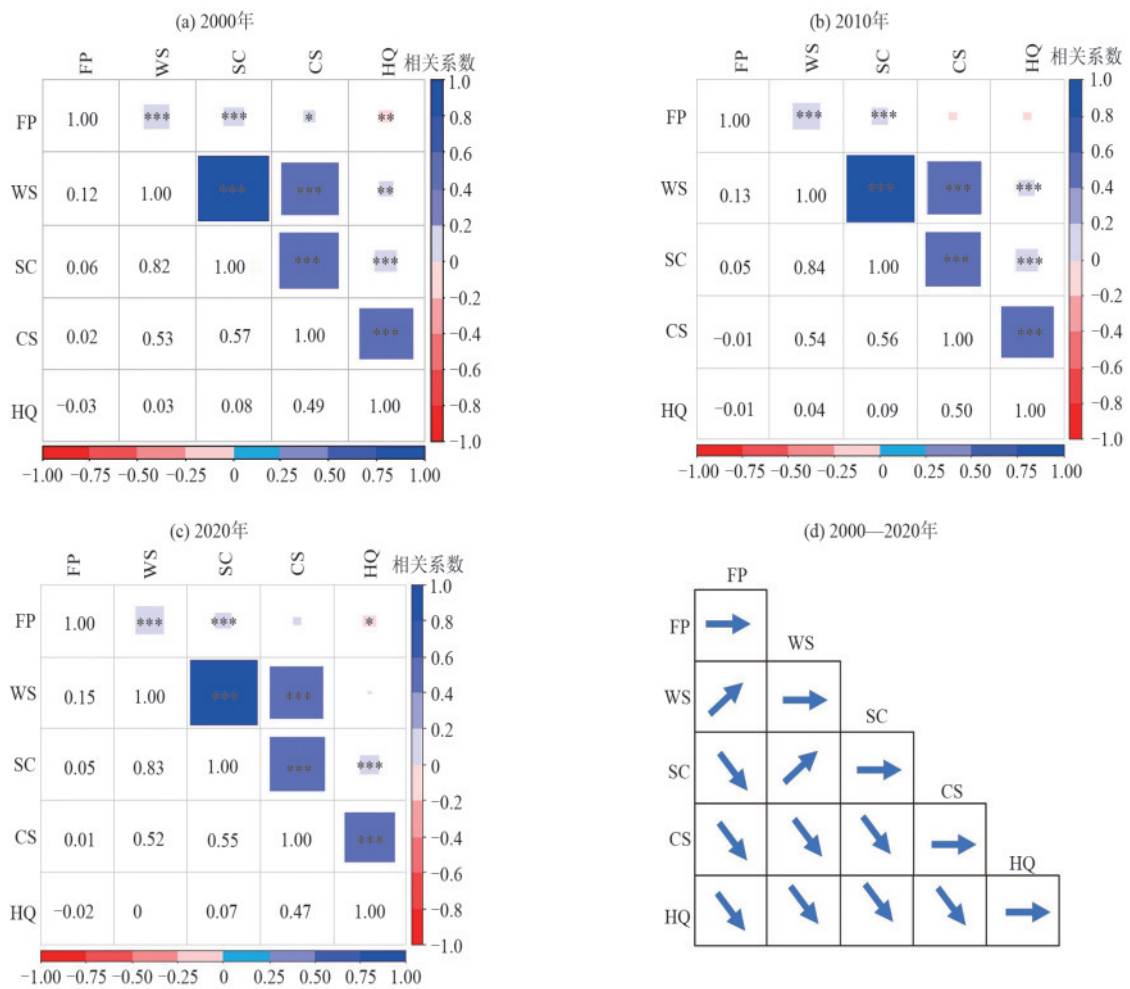 (a) 2000年
FP WS SC CS HQ 相关系数
1.0
FP 1.00 *** *** * ** 0.8
0.6
WS 0.12 1.00 *** *** ** 0.4
0.2
SC 0.06 0.82 1.00 *** *** 0
−0.2
CS 0.02 0.53 0.57 1.00 *** −0.4
−0.6
HQ −0.03 0.03 0.08 0.49 1.00 −0.8
−1.0
−1.00 −0.75 −0.50 −0.25 0 0.25 0.50 0.75 1.00
(b) 2010年
FP WS SC CS HQ 相关系数
1.0
FP 1.00 *** *** 0.8
0.6
WS 0.13 1.00 *** *** *** 0.4
0.2
SC 0.05 0.84 1.00 *** *** 0
−0.2
CS −0.01 0.54 0.56 1.00 *** −0.4
−0.6
HQ −0.01 0.04 0.09 0.50 1.00 −0.8
−1.0
−1.00 −0.75 −0.50 −0.25 0 0.25 0.50 0.75 1.00
(c) 2020年
FP WS SC CS HQ 相关系数
1.0
FP 1.00 *** *** * 0.8
0.6
WS 0.15 1.00 *** *** 0.4
0.2
SC 0.05 0.83 1.00 *** *** 0
−0.2
CS 0.01 0.52 0.55 1.00 *** −0.4
−0.6
HQ −0.02 0 0.07 0.47 1.00 −0.8
−1.0
−1.00 −0.75 −0.50 −0.25 0 0.25 0.50 0.75 1.00
(d) 2000—2020年
FP
FP WS
WS SC
SC CS
CS HQ
HQ